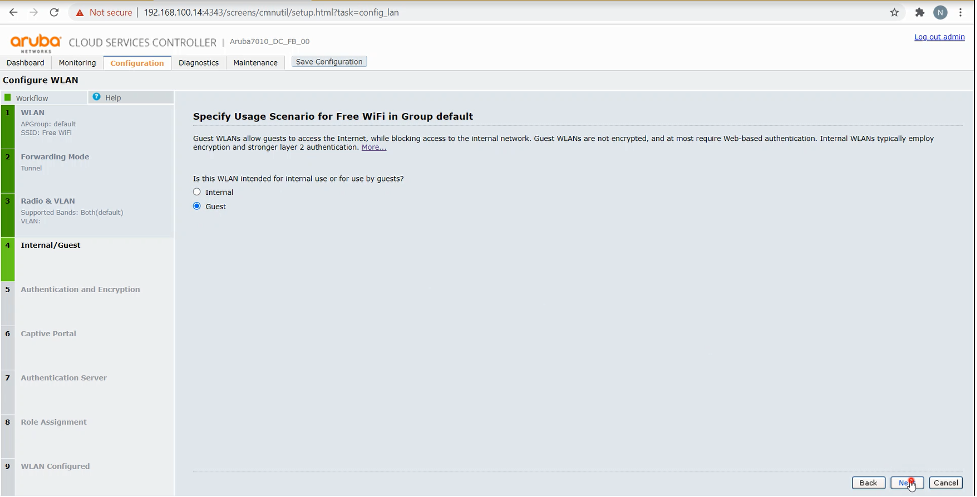 Not secure | 192.168.100.14:4343/screens/cmnutil/setup.html?task=config_lan
N
aruba NETWORKS CLOUD SERVICES CONTROLLER | Aruba7010_DC_FB_00
Log out admin
Dashboard Monitoring Configuration Diagnostics Maintenance Save Configuration
Configure WLAN
Workflow ? Help
1 WLAN
APGroup: default
SSID: Free WiFi
2 Forwarding Mode
Tunnel
3 Radio & VLAN
Supported Bands: Both(default)
VLAN:
4 Internal/Guest
5 Authentication and Encryption
6 Captive Portal
7 Authentication Server
8 Role Assignment
9 WLAN Configured
Specify Usage Scenario for Free WiFi in Group default
Guest WLANs allow guests to access the Internet, while blocking access to the internal network. Guest WLANs are not encrypted, and at most require Web-based authentication. Internal WLANs typically employ
encryption and stronger layer 2 authentication. More...
Is this WLAN intended for internal use or for use by guests?
Internal
Guest
Back Cancel